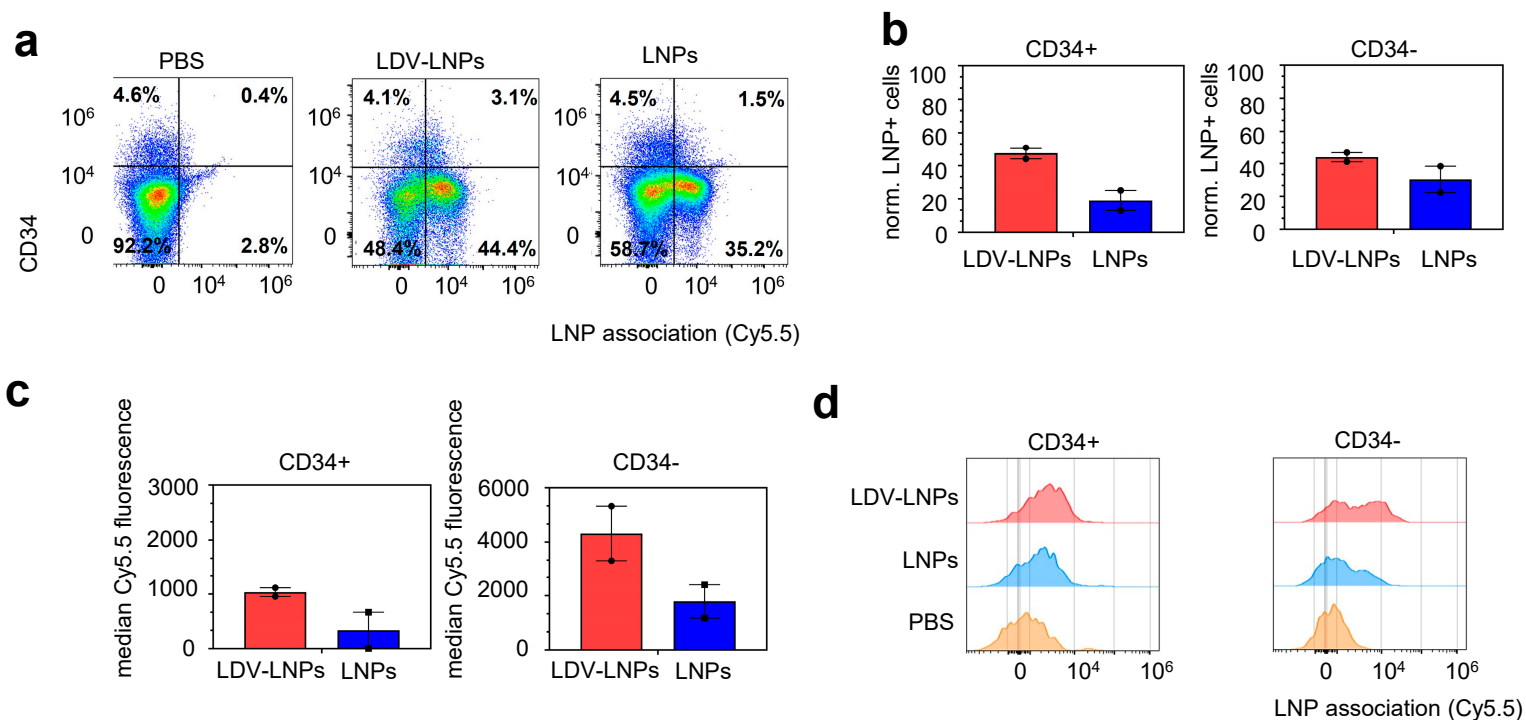 a
PBS
LDV-LNPs
LNPs
4.6%
0.4%
4.1%
3.1%
4.5%
1.5%
10⁶
10⁶
10⁶
10⁴
10⁴
10⁴
0
0
0
92.2%
2.8%
48.4%
44.4%
58.7%
35.2%
CD34
0 10⁴ 10⁶
0 10⁴ 10⁶
0 10⁴ 10⁶
LNP association (Cy5.5)
b
CD34+
norm. LNP+ cells
100
80
60
40
20
0
LDV-LNPs LNPs
CD34-
norm. LNP+ cells
100
80
60
40
20
0
LDV-LNPs LNPs
c
CD34+
median Cy5.5 fluorescence
3000
2000
1000
0
LDV-LNPs LNPs
CD34-
median Cy5.5 fluorescence
6000
4000
2000
0
LDV-LNPs LNPs
d
CD34+
CD34-
LDV-LNPs
LNPs
PBS
0 10⁴ 10⁶
0 10⁴ 10⁶
LNP association (Cy5.5)